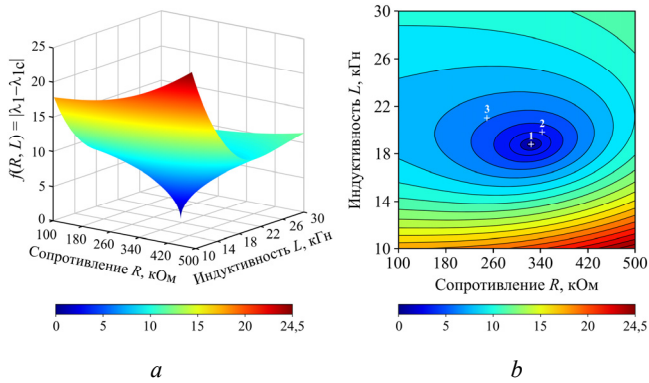 f(R, L) = |λ1−λ1c|
25
20
15
10
5
0
100
180
260
340
420
500
Сопротивление R, кОм
10
14
18
22
26
30
Индуктивность L, кГн
0 5 10 15 20 24,5
a
Индуктивность L, кГн
30
26
22
18
14
10
3
2
1
100 180 260 340 420 500
Сопротивление R, кОм
0 5 10 15 20 24,5
b